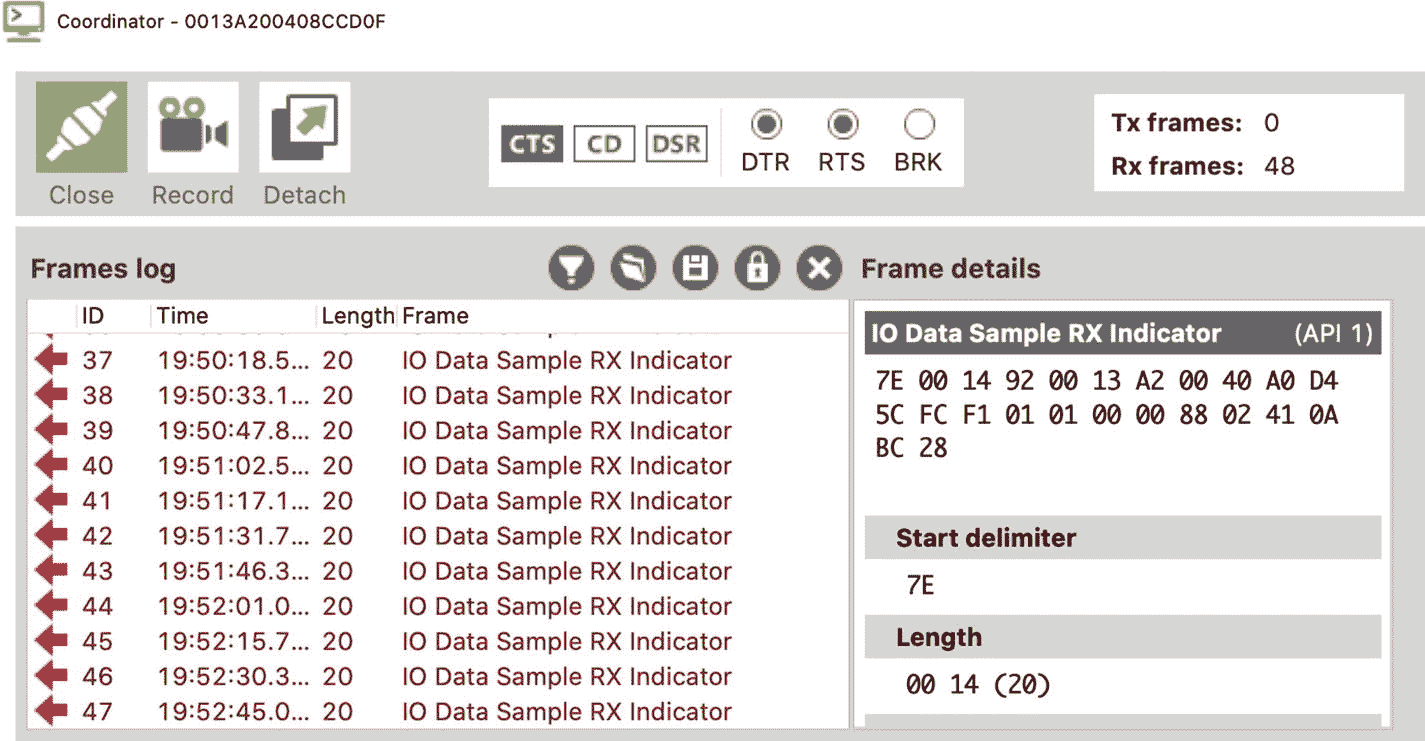 Coordinator - 0013A200408CCD0F
Close Record Detach
CTS CD DSR
DTR RTS BRK
Tx frames: 0
Rx frames: 48
Frames log
ID Time Length Frame
37 19:50:18.5... 20 IO Data Sample RX Indicator
38 19:50:33.1... 20 IO Data Sample RX Indicator
39 19:50:47.8... 20 IO Data Sample RX Indicator
40 19:51:02.5... 20 IO Data Sample RX Indicator
41 19:51:17.1... 20 IO Data Sample RX Indicator
42 19:51:31.7... 20 IO Data Sample RX Indicator
43 19:51:46.3... 20 IO Data Sample RX Indicator
44 19:52:01.0... 20 IO Data Sample RX Indicator
45 19:52:15.7... 20 IO Data Sample RX Indicator
46 19:52:30.3... 20 IO Data Sample RX Indicator
47 19:52:45.0... 20 IO Data Sample RX Indicator
Frame details
IO Data Sample RX Indicator (API 1)
7E 00 14 92 00 13 A2 00 40 A0 D4
5C FC F1 01 01 00 00 88 02 41 0A
BC 28
Start delimiter
7E
Length
00 14 (20)